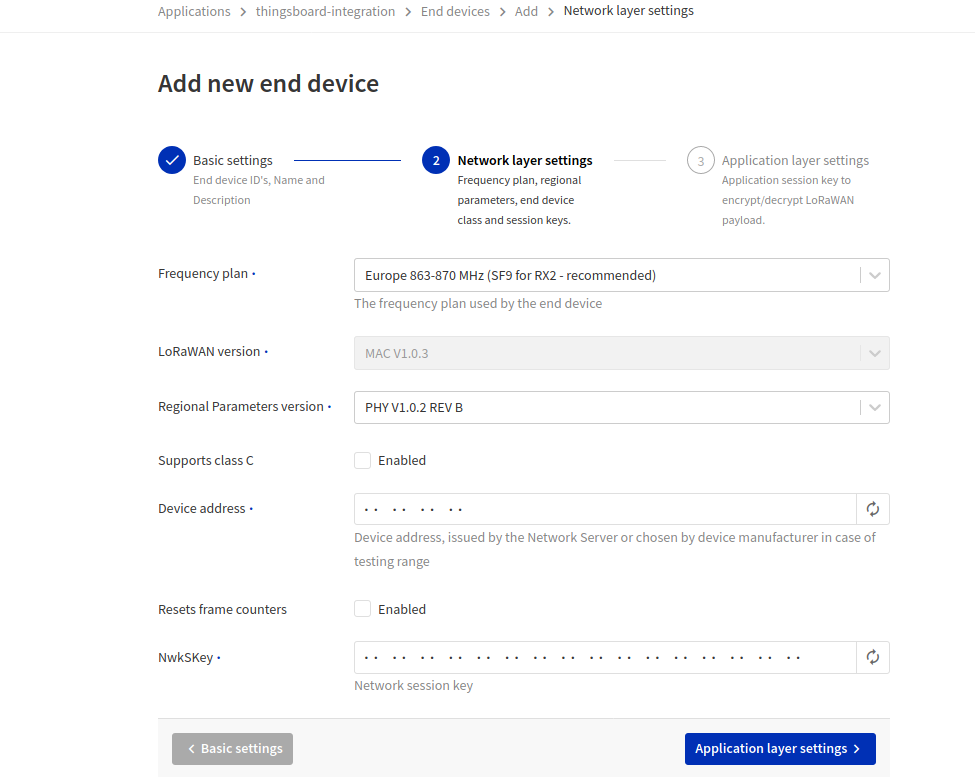 Applications > thingsboard-integration > End devices > Add > Network layer settings
Add new end device
Basic settings
End device ID's, Name and
Description
2
Network layer settings
Frequency plan, regional
parameters, end device
class and session keys.
3
Application layer settings
Application session key to
encrypt/decrypt LoRaWAN
payload.
Frequency plan •
Europe 863-870 MHz (SF9 for RX2 - recommended)
The frequency plan used by the end device
LoRaWAN version •
MAC V1.0.3
Regional Parameters version •
PHY V1.0.2 REV B
Supports class C
Enabled
Device address •
·· ·· ·· ··
Device address, issued by the Network Server or chosen by device manufacturer in case of
testing range
Resets frame counters
Enabled
NwkSKey •
·· ·· ·· ·· ·· ·· ·· ·· ·· ·· ·· ·· ·· ·· ·· ··
Network session key
< Basic settings
Application layer settings >